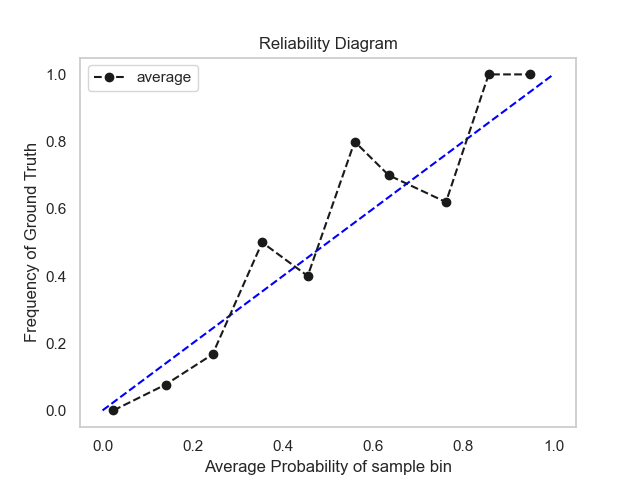 Reliability Diagram
average
Frequency of Ground Truth
1.0
0.8
0.6
0.4
0.2
0.0
0.0 0.2 0.4 0.6 0.8 1.0
Average Probability of sample bin